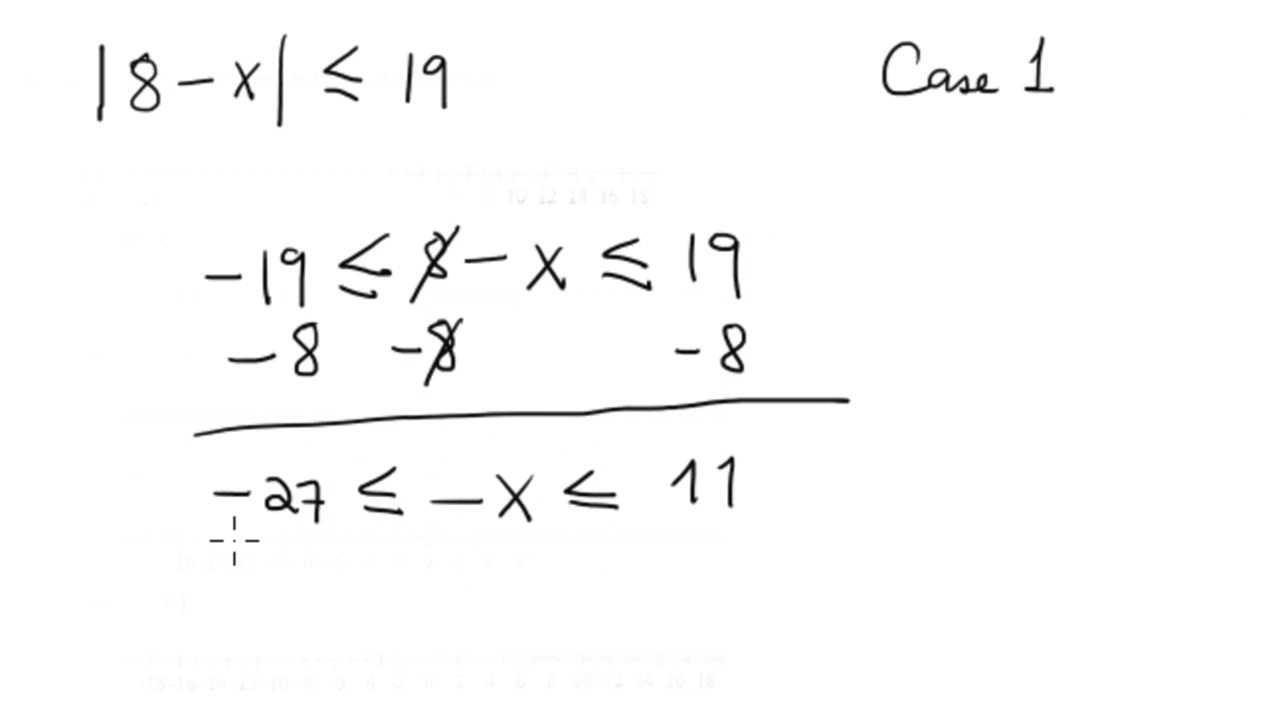 |8-x| ≤ 19
Case 1
-19 ≤ 8 - x ≤ 19
-8 -8 -8
-27 ≤ -x ≤ 11